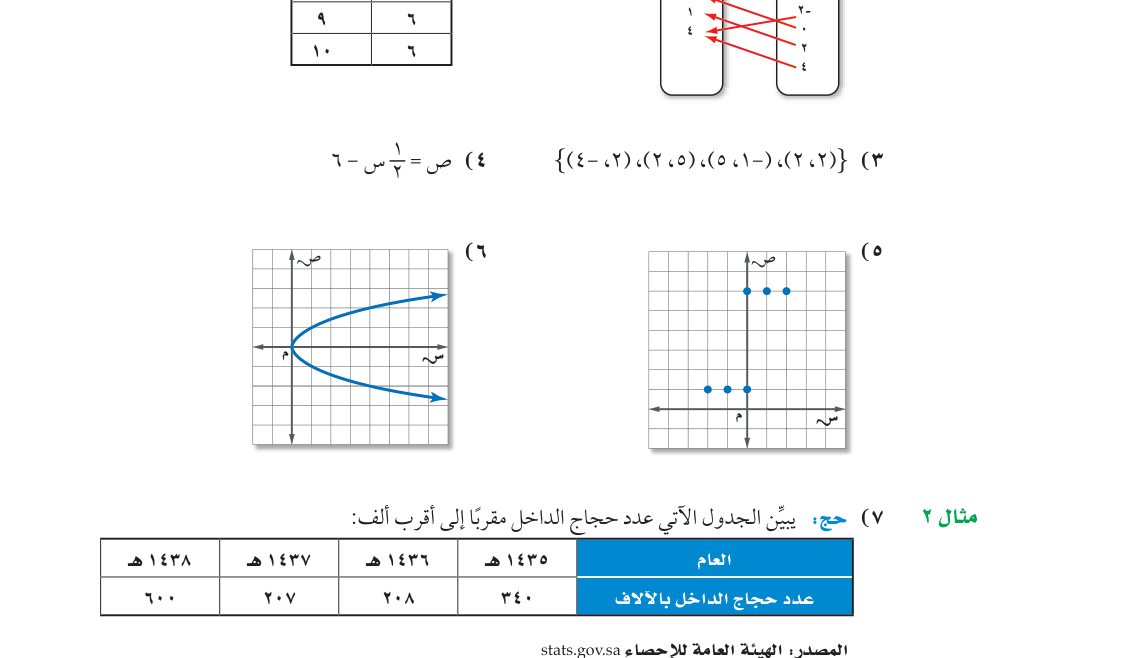 ١ -٢
٤ ٠
٢
٤
٦ ٩
٦ ١٠
٣) {(٢، ٢)، (-١، ٥)، (٥، ٢)، (٢، -٤)}
٤) ص = ١/٢ س - ٦
٥)
ص
س
م
٦)
ص
س
م
مثال ٢ ٧) حج: يبيِّن الجدول الآتي عدد حجاج الداخل مقربًا إلى أقرب ألف:
العام ١٤٣٥ هـ ١٤٣٦ هـ ١٤٣٧ هـ ١٤٣٨ هـ
عدد حجاج الداخل بالآلاف ٣٤٠ ٢٠٨ ٢٠٧ ٦٠٠
المصدر: الهيئة العامة للإحصاء stats.gov.sa